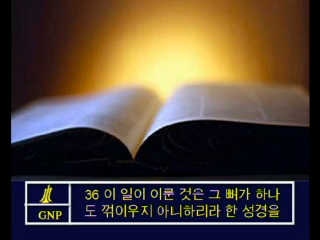 36 이 일이 이룬 것은 그 뼈가 하나
도 꺾이우지 아니하리라 한 성경을
GNP